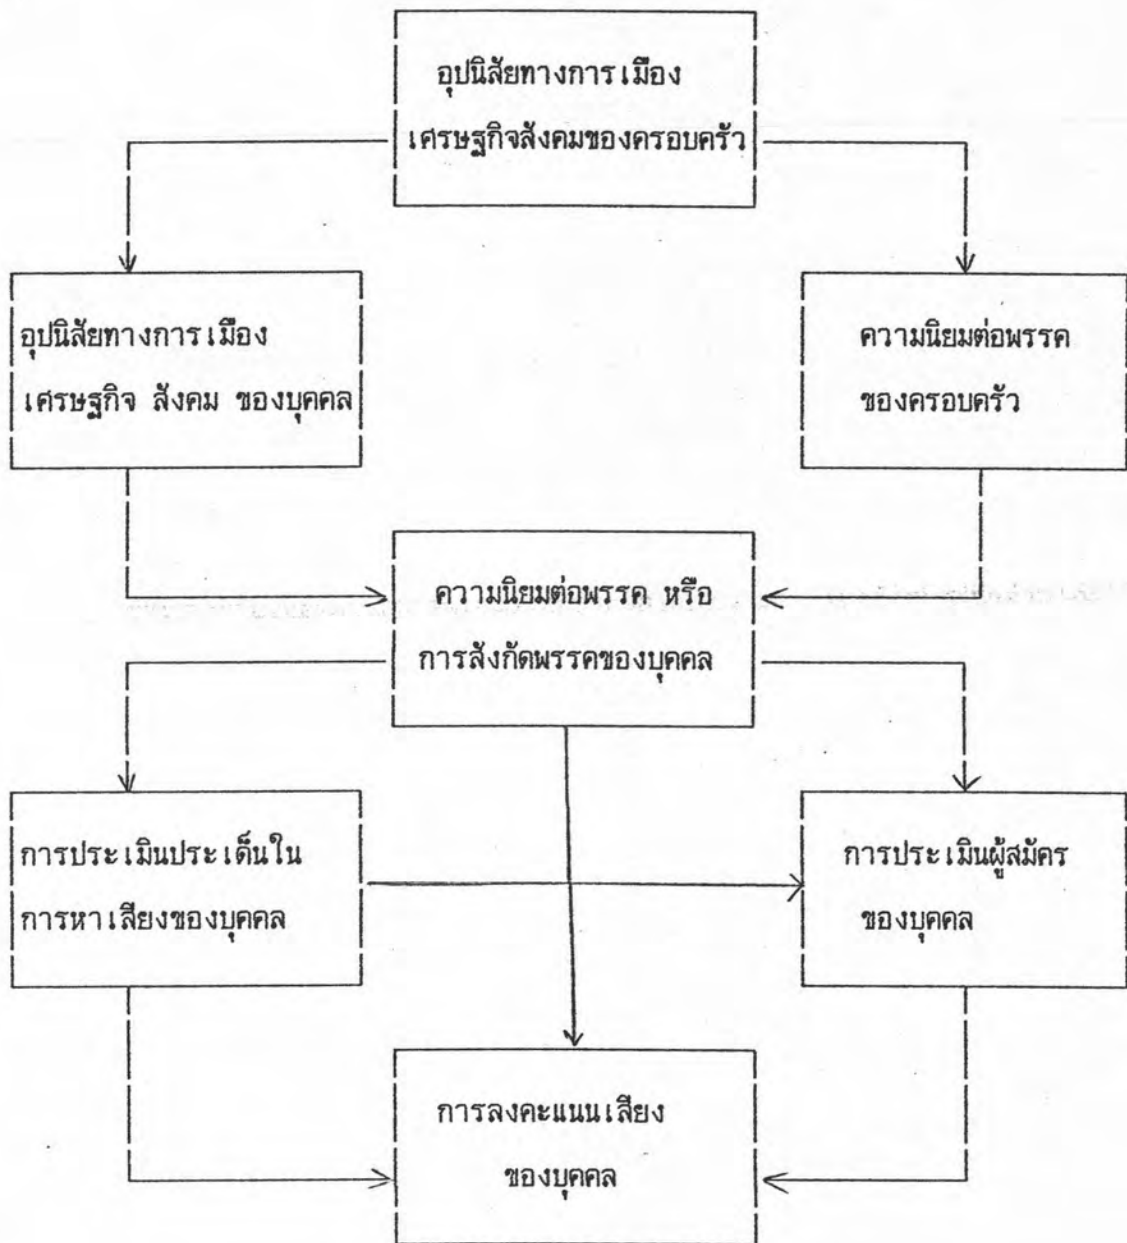 อุปนิสัยทางการเมือง
เศรษฐกิจสังคมของครอบครัว
อุปนิสัยทางการเมือง
เศรษฐกิจ สังคม ของบุคคล
ความนิยมต่อพรรค
ของครอบครัว
ความนิยมต่อพรรค หรือ
การสังกัดพรรคของบุคคล
การประเมินประเด็นใน
การหาเสียงของบุคคล
การประเมินผู้สมัคร
ของบุคคล
การลงคะแนนเสียง
ของบุคคล